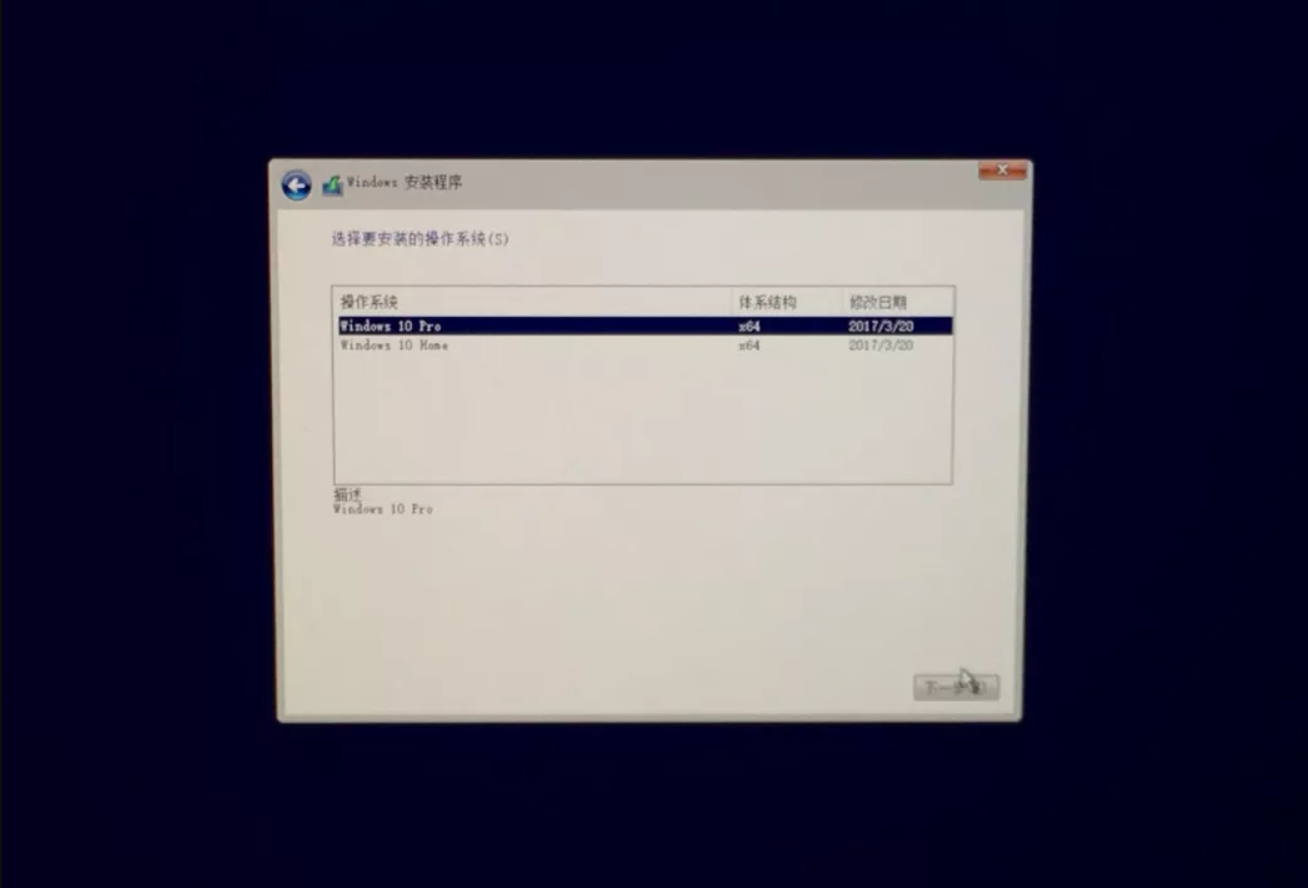 Windows 安装程序
选择要安装的操作系统(S)
操作系统 体系结构 修改日期
Windows 10 Pro x64 2017/3/20
Windows 10 Home x64 2017/3/20
描述
Windows 10 Pro
下一步